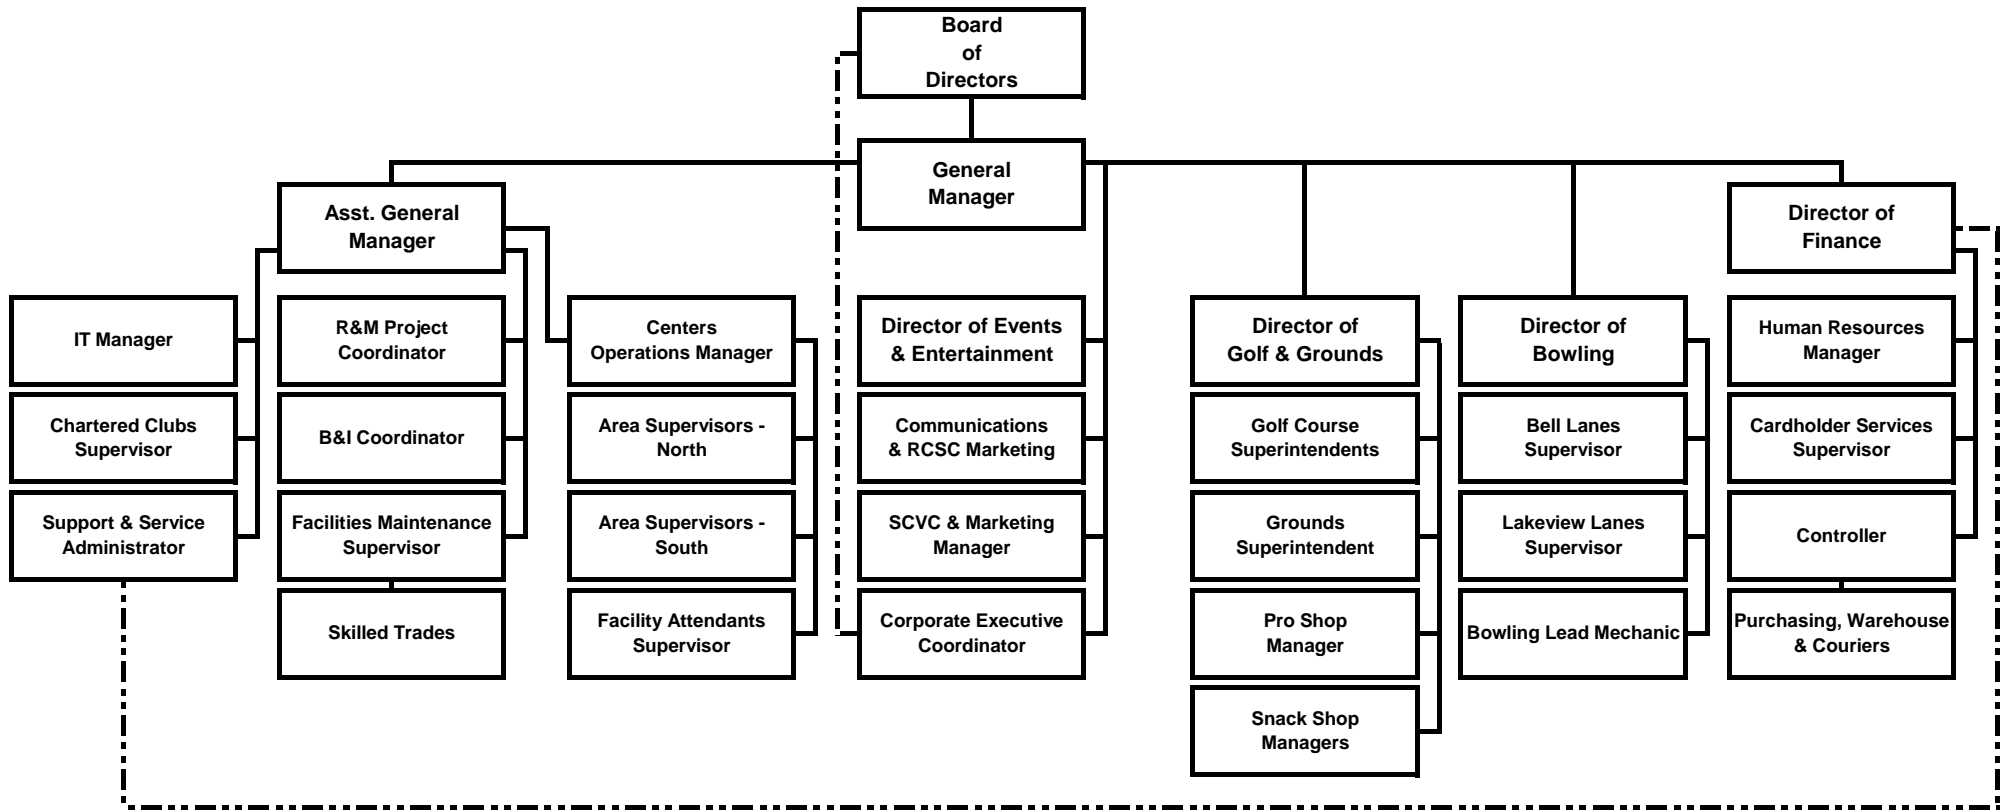 Board
of
Directors
General
Manager
Asst. General
Manager
Director of
Finance
IT Manager
R&M Project
Coordinator
Centers
Operations Manager
Director of Events
& Entertainment
Director of
Golf & Grounds
Director of
Bowling
Human Resources
Manager
Chartered Clubs
Supervisor
B&I Coordinator
Area Supervisors -
North
Communications
& RCSC Marketing
Golf Course
Superintendents
Bell Lanes
Supervisor
Cardholder Services
Supervisor
Support & Service
Administrator
Facilities Maintenance
Supervisor
Area Supervisors -
South
SCVC & Marketing
Manager
Grounds
Superintendent
Lakeview Lanes
Supervisor
Controller
Skilled Trades
Facility Attendants
Supervisor
Corporate Executive
Coordinator
Pro Shop
Manager
Bowling Lead Mechanic
Purchasing, Warehouse
& Couriers
Snack Shop
Managers